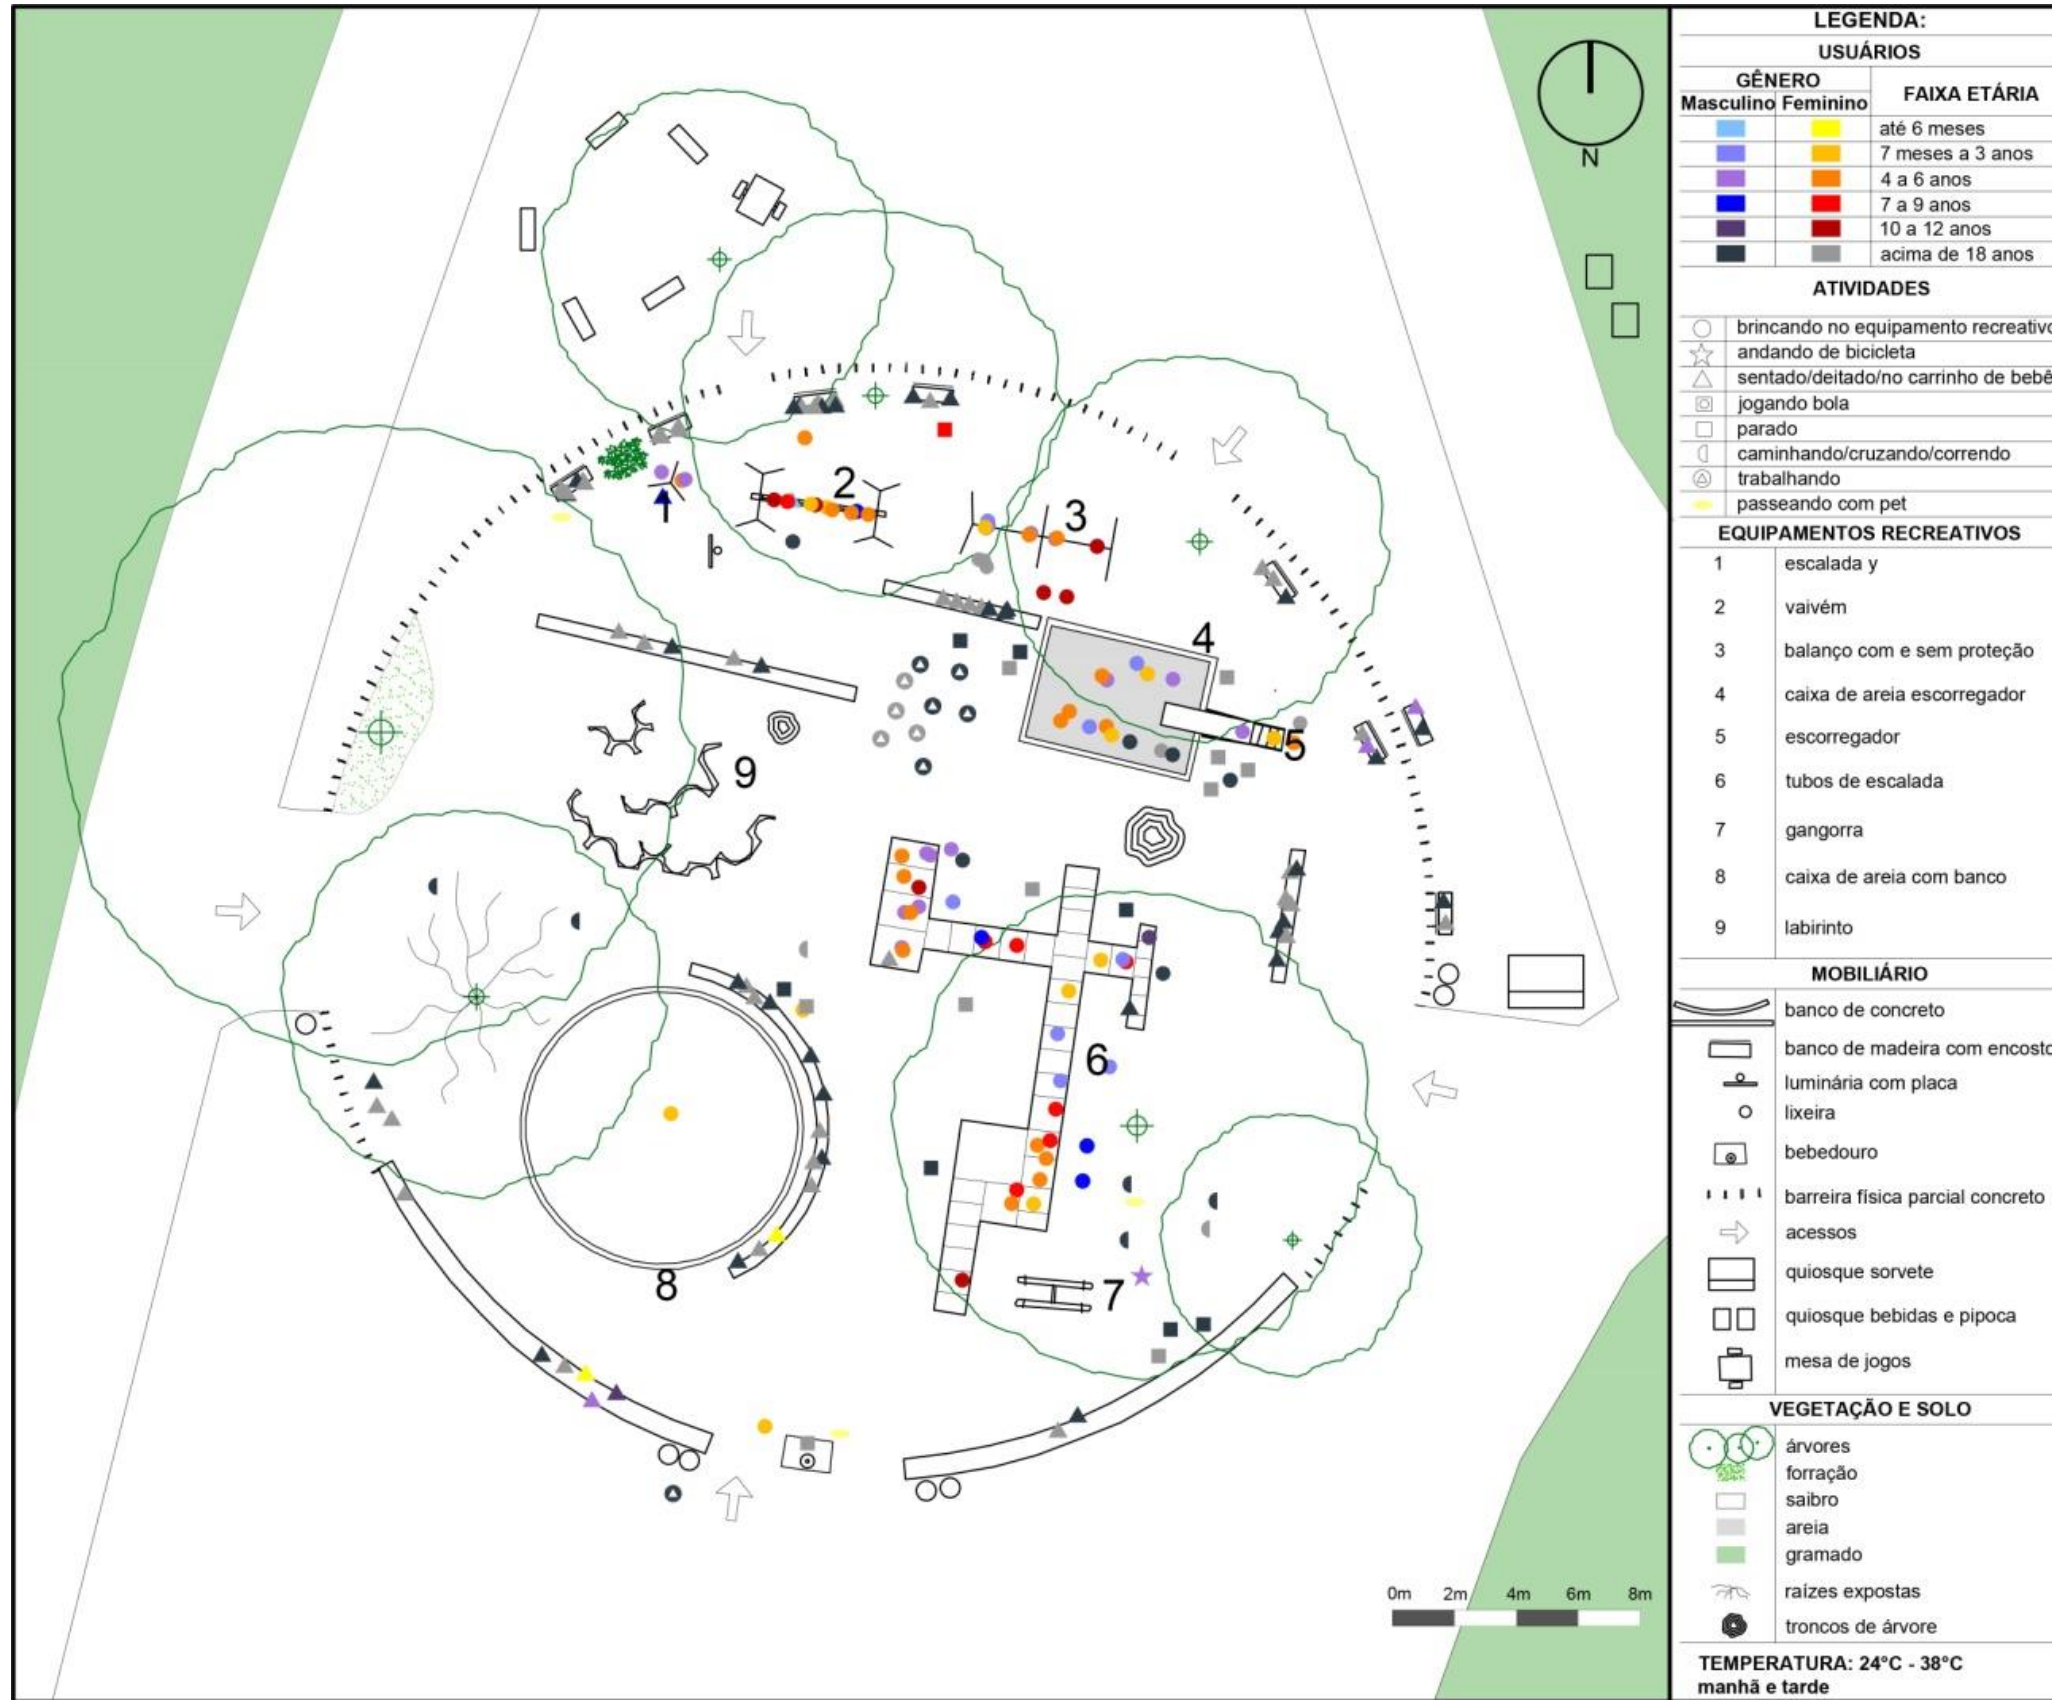 LEGENDA:
USUÁRIOS
GÊNERO
Masculino Feminino
FAIXA ETÁRIA
até 6 meses
7 meses a 3 anos
4 a 6 anos
7 a 9 anos
10 a 12 anos
acima de 18 anos
ATIVIDADES
brincando no equipamento recreativo
andando de bicicleta
sentado/deitado/no carrinho de bebê
jogando bola
parado
caminhando/cruzando/correndo
trabalhando
passeando com pet
EQUIPAMENTOS RECREATIVOS
1 escalada y
2 vaivém
3 balanço com e sem proteção
4 caixa de areia escorregador
5 escorregador
6 tubos de escalada
7 gangorra
8 caixa de areia com banco
9 labirinto
MOBILIÁRIO
banco de concreto
banco de madeira com encosto
luminária com placa
lixeira
bebedouro
barreira física parcial concreto
acessos
quiosque sorvete
quiosque bebidas e pipoca
mesa de jogos
VEGETAÇÃO E SOLO
árvores
forração
saibro
areia
gramado
raízes expostas
troncos de árvore
TEMPERATURA: 24°C - 38°C
manhã e tarde
N
1
2
3
4
5
9
6
8
7
0m 2m 4m 6m 8m